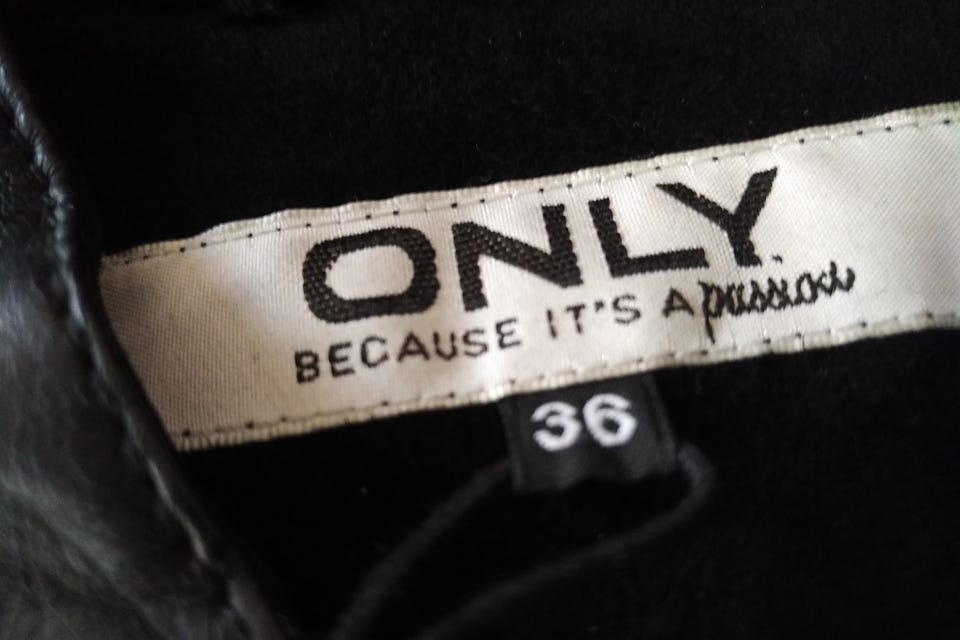 ONLY.
BECAUSE IT'S A passion
36